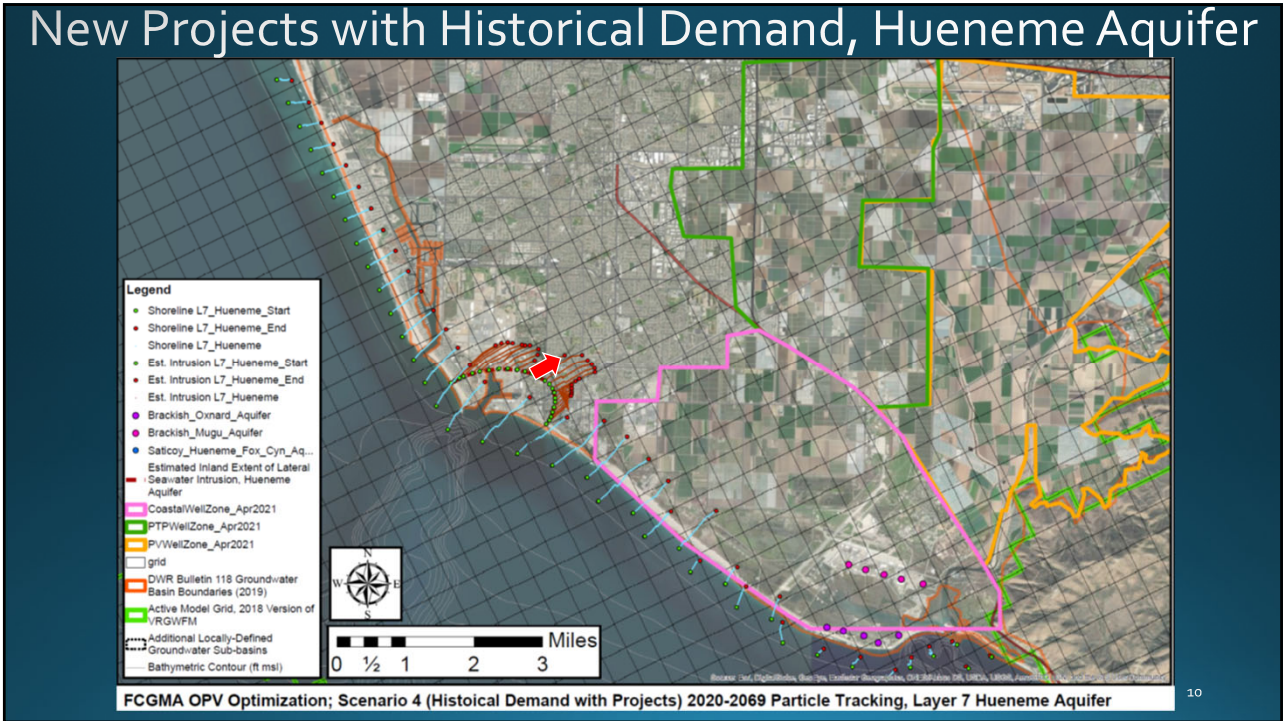 New Projects with Historical Demand, Hueneme Aquifer
Legend
Shoreline L7_Hueneme_Start
Shoreline L7_Hueneme_End
Shoreline L7_Hueneme
Est. Intrusion L7_Hueneme_Start
Est. Intrusion L7_Hueneme_End
Est. Intrusion L7_Hueneme
Brackish_Oxnard_Aquifer
Brackish_Mugu_Aquifer
Saticoy_Hueneme_Fox_Cyn_Aq...
Estimated Inland Extent of Lateral
Seawater Intrusion, Hueneme
Aquifer
CoastalWellZone_Apr2021
PTPWellZone_Apr2021
PVWellZone_Apr2021
grid
DWR Bulletin 118 Groundwater
Basin Boundaries (2019)
Active Model Grid, 2018 Version of
VRGWFM
Additional Locally-Defined
Groundwater Sub-basins
Bathymetric Contour (ft msl)
N
W E
S
Miles
0 ½ 1 2 3
FCGMA OPV Optimization; Scenario 4 (Histoical Demand with Projects) 2020-2069 Particle Tracking, Layer 7 Hueneme Aquifer
10